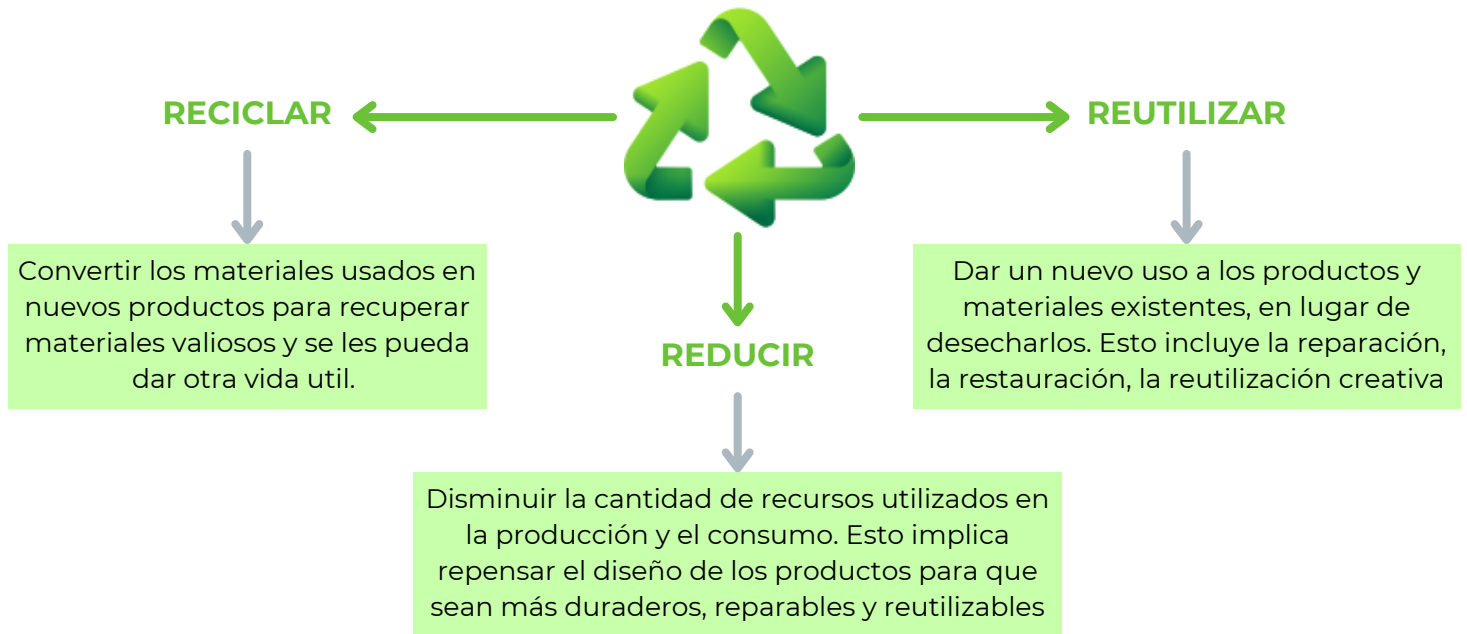 RECICLAR
Convertir los materiales usados en
nuevos productos para recuperar
materiales valiosos y se les pueda
dar otra vida util.
REDUCIR
Disminuir la cantidad de recursos utilizados en
la producción y el consumo. Esto implica
repensar el diseño de los productos para que
sean más duraderos, reparables y reutilizables
REUTILIZAR
Dar un nuevo uso a los productos y
materiales existentes, en lugar de
desecharlos. Esto incluye la reparación,
la restauración, la reutilización creativa